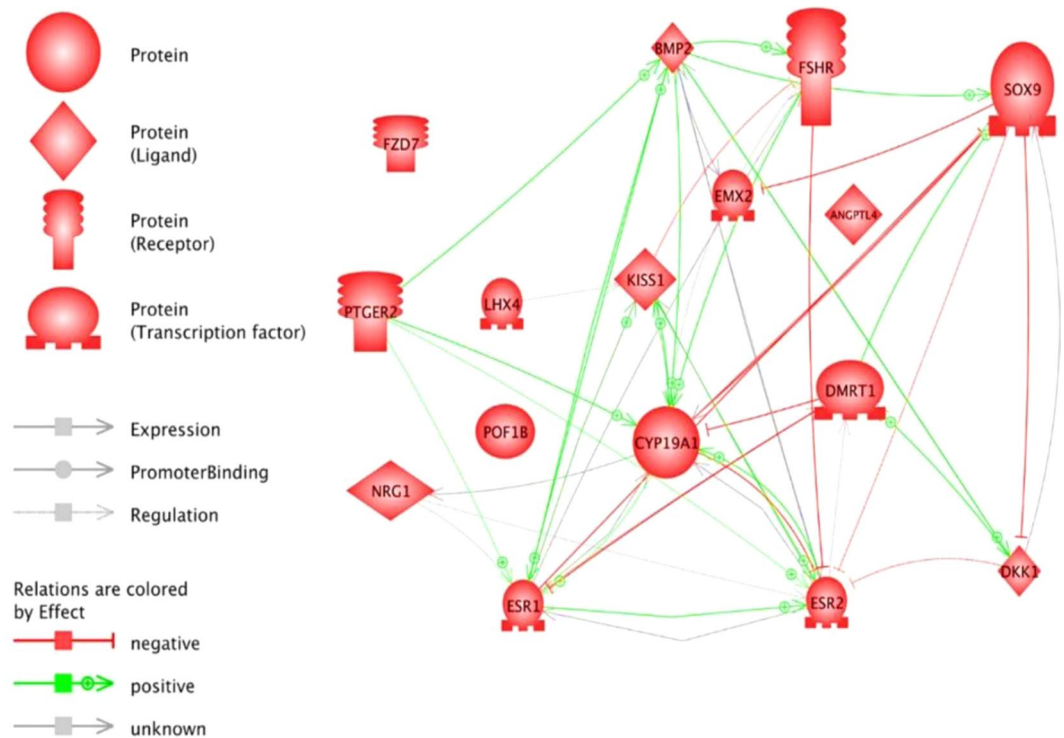 Protein
Protein
(Ligand)
Protein
(Receptor)
Protein
(Transcription factor)
Expression
PromoterBinding
Regulation
Relations are colored
by Effect
negative
positive
unknown
BMP2
FSHR
SOX9
FZD7
EMX2
ANGPTL4
KISS1
LHX4
PTGER2
DMRT1
POF1B
CYP19A1
NRG1
DKK1
ESR1
ESR2